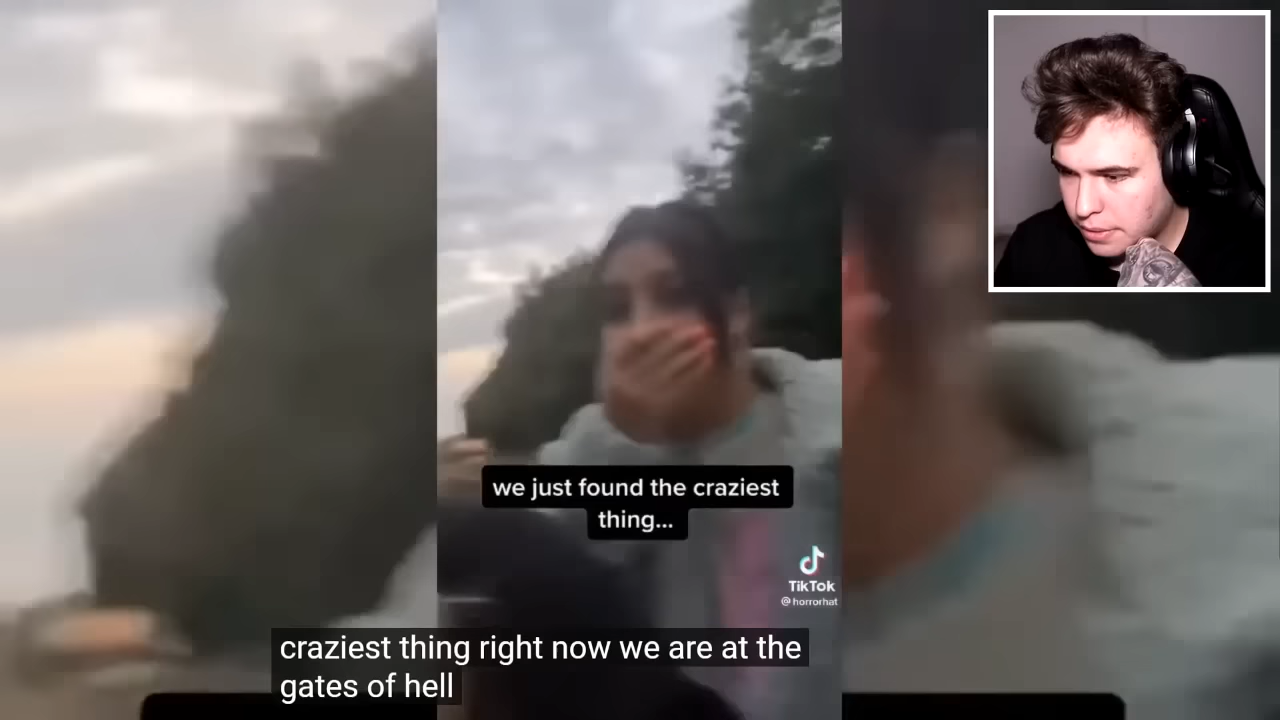 we just found the craziest
thing...
TikTok
@horrorhat
craziest thing right now we are at the
gates of hell